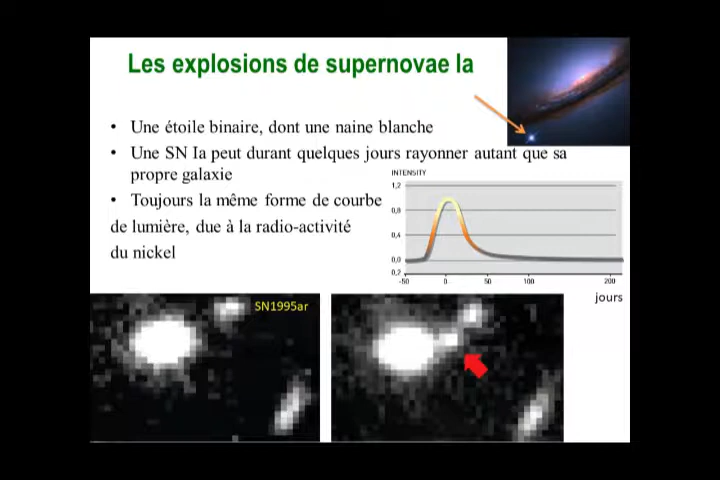 Les explosions de supernovae Ia
• Une étoile binaire, dont une naine blanche
• Une SN Ia peut durant quelques jours rayonner autant que sa
propre galaxie
• Toujours la même forme de courbe
de lumière, due à la radio-activité
du nickel
INTENSITY
1,2
0,8
0,4
0,0
0,2
-50 0 50 100 200
jours
SN1995ar